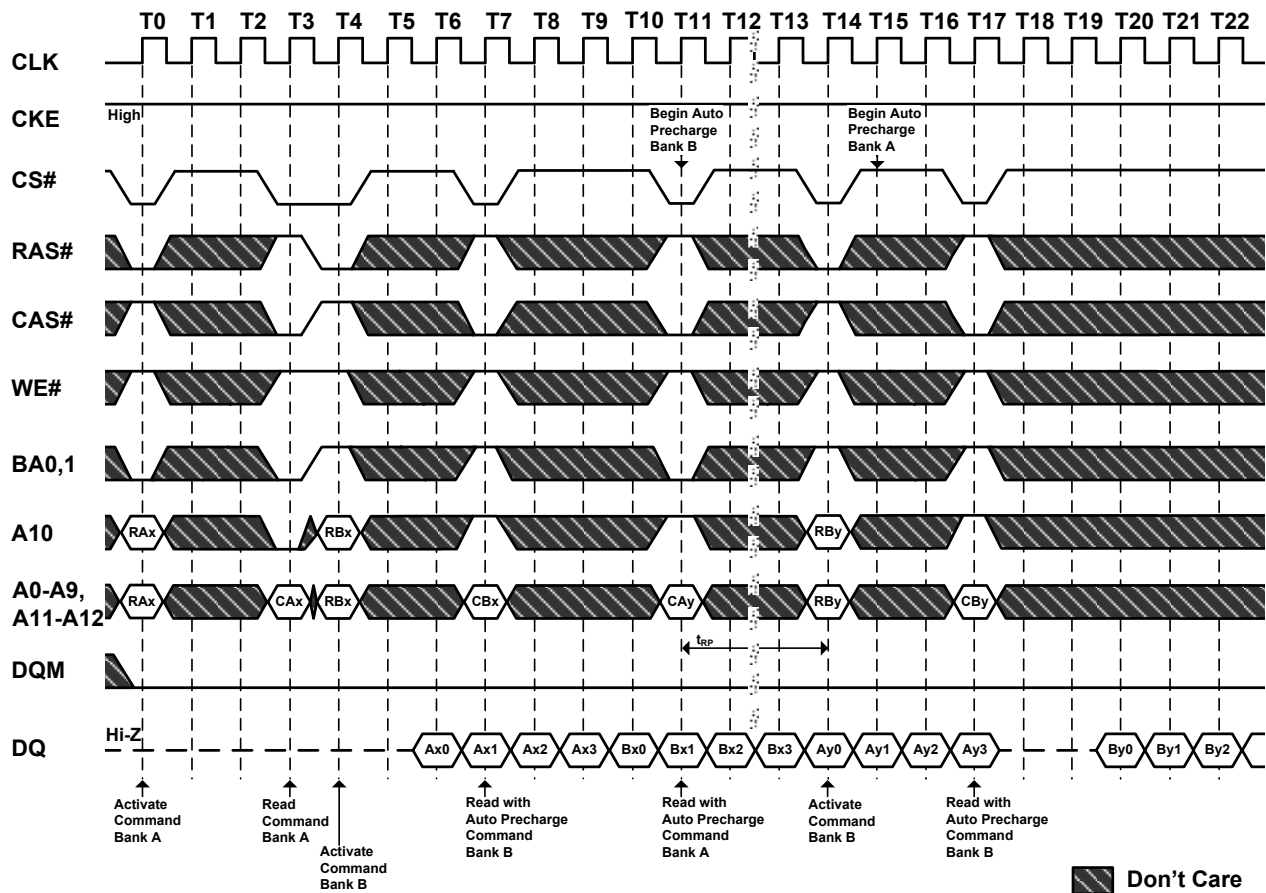 T0 T1 T2 T3 T4 T5 T6 T7 T8 T9 T10 T11 T12 T13 T14 T15 T16 T17 T18 T19 T20 T21 T22
CLK
CKE
High
Begin Auto
Precharge
Bank B
Begin Auto
Precharge
Bank A
CS#
RAS#
CAS#
WE#
BA0,1
A10
RAx
RBx
RBy
A0-A9,
A11-A12
RAx
CAx
RBx
CBx
CAy
RBy
CBy
tRP
DQM
DQ
Hi-Z
Ax0
Ax1
Ax2
Ax3
Bx0
Bx1
Bx2
Bx3
Ay0
Ay1
Ay2
Ay3
By0
By1
By2
Activate
Command
Bank A
Read
Command
Bank A
Activate
Command
Bank B
Read with
Auto Precharge
Command
Bank B
Read with
Auto Precharge
Command
Bank A
Activate
Command
Bank B
Read with
Auto Precharge
Command
Bank B
Don't Care